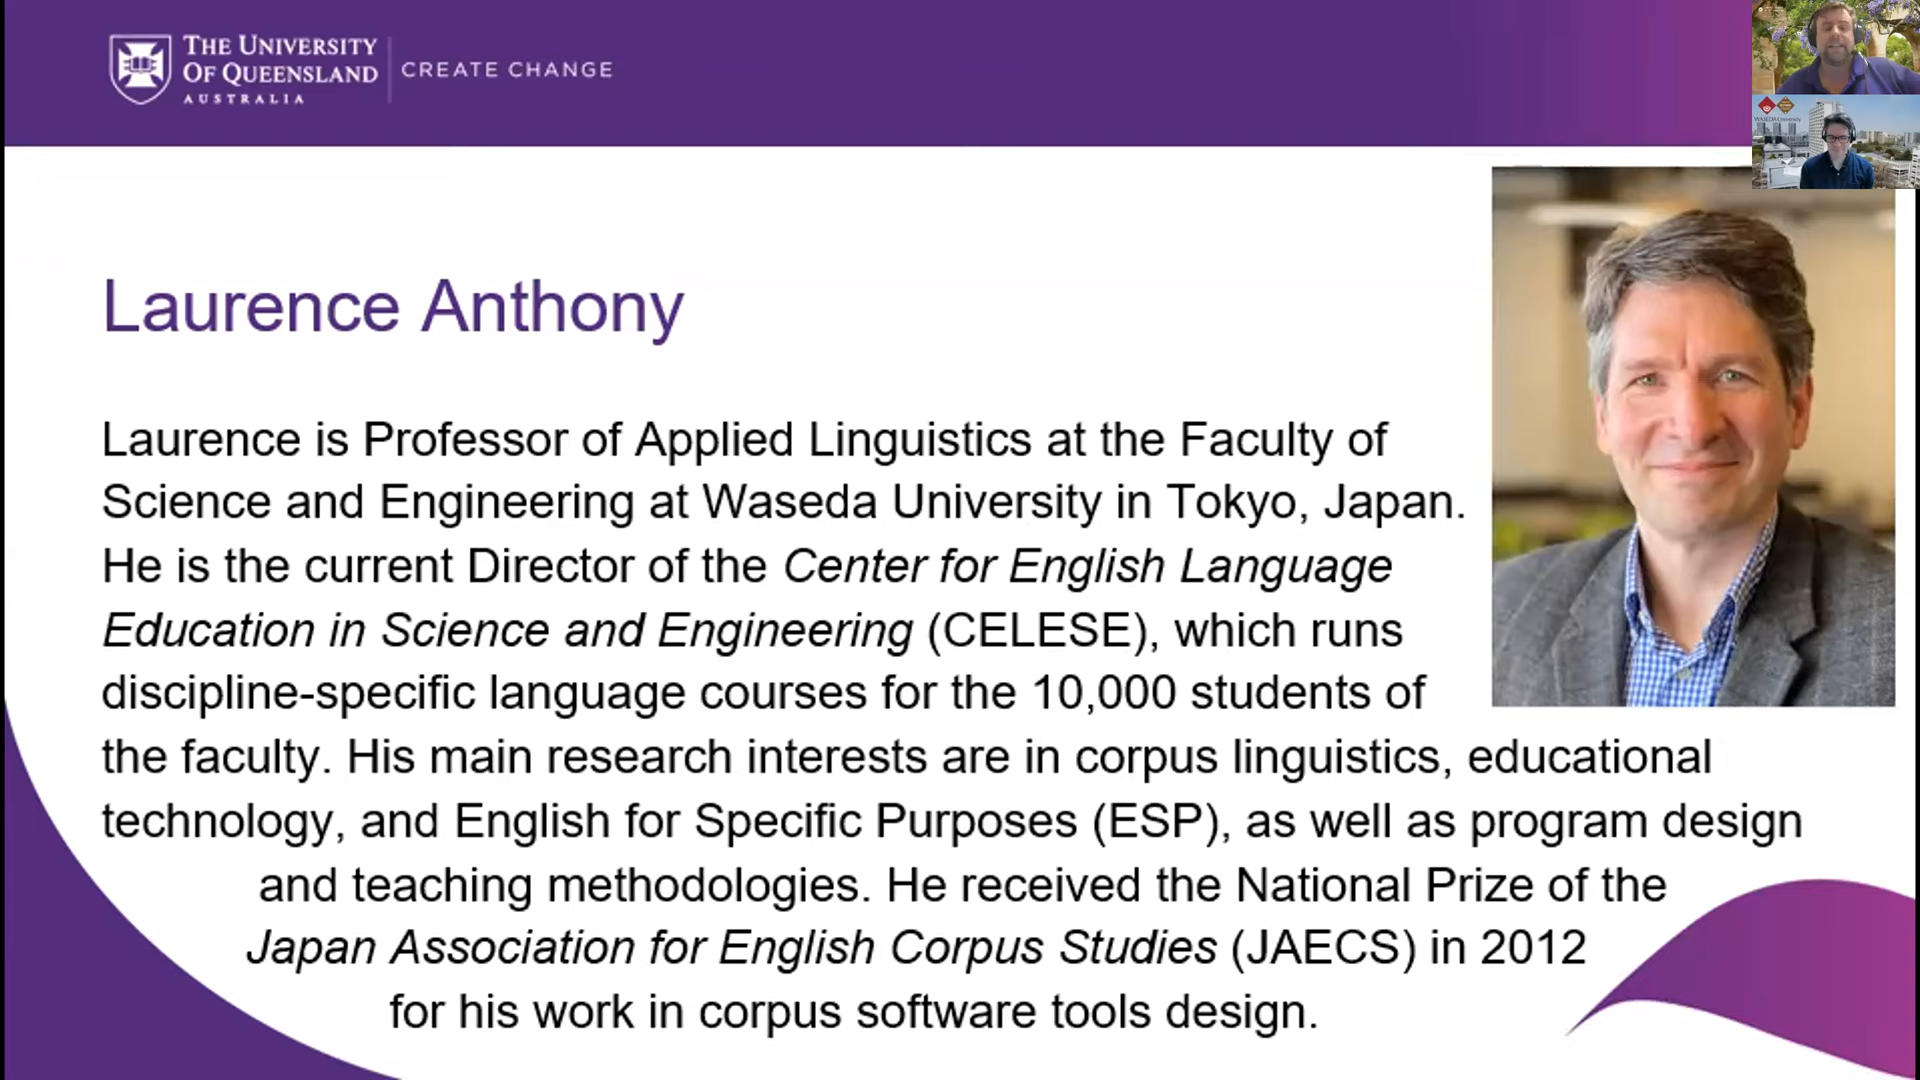 THE UNIVERSITY
OF QUEENSLAND
AUSTRALIA
CREATE CHANGE
WASEDA University
Laurence Anthony
Laurence is Professor of Applied Linguistics at the Faculty of
Science and Engineering at Waseda University in Tokyo, Japan.
He is the current Director of the Center for English Language
Education in Science and Engineering (CELESE), which runs
discipline-specific language courses for the 10,000 students of
the faculty. His main research interests are in corpus linguistics, educational
technology, and English for Specific Purposes (ESP), as well as program design
and teaching methodologies. He received the National Prize of the
Japan Association for English Corpus Studies (JAECS) in 2012
for his work in corpus software tools design.